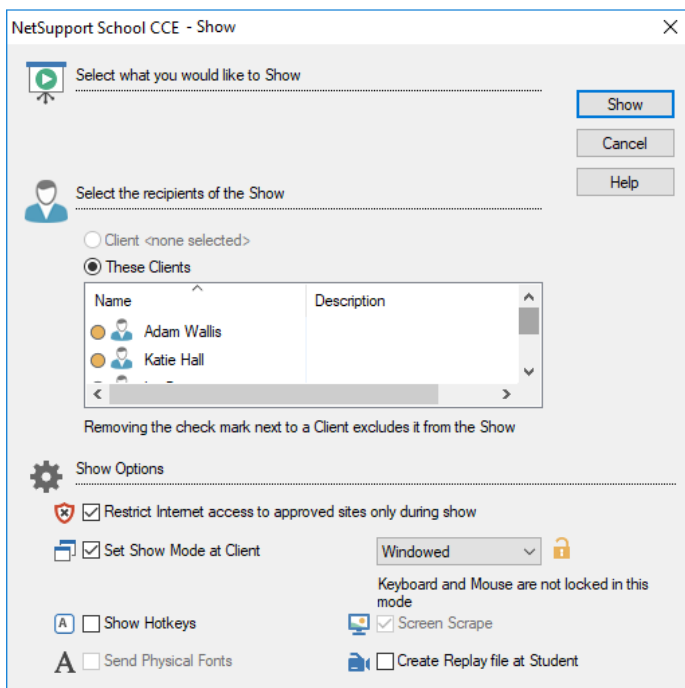 NetSupport School CCE - Show
Select what you would like to Show
Show
Cancel
Help
Select the recipients of the Show
Client <none selected>
These Clients
Name Description
Adam Wallis
Katie Hall
Removing the check mark next to a Client excludes it from the Show
Show Options
Restrict Internet access to approved sites only during show
Set Show Mode at Client Windowed
Keyboard and Mouse are not locked in this
mode
A Show Hotkeys Screen Scrape
A Send Physical Fonts Create Replay file at Student